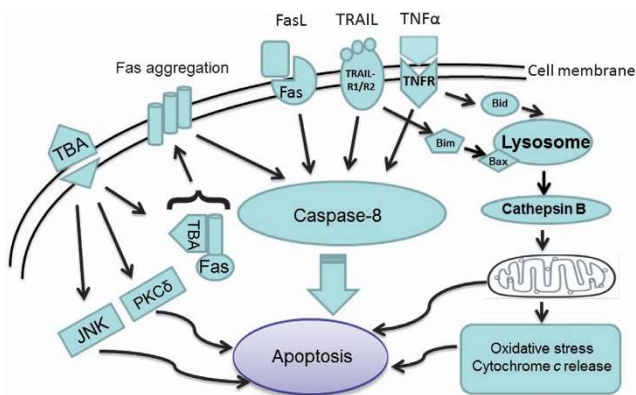 FasL
TRAIL
TNFα
Fas aggregation
Cell membrane
Fas
TRAIL-
R1/R2
TNFR
Bid
TBA
Bim
Lysosome
Bax
Caspase-8
Cathepsin B
TBA
Fas
PKCδ
JNK
Apoptosis
Oxidative stress
Cytochrome c release